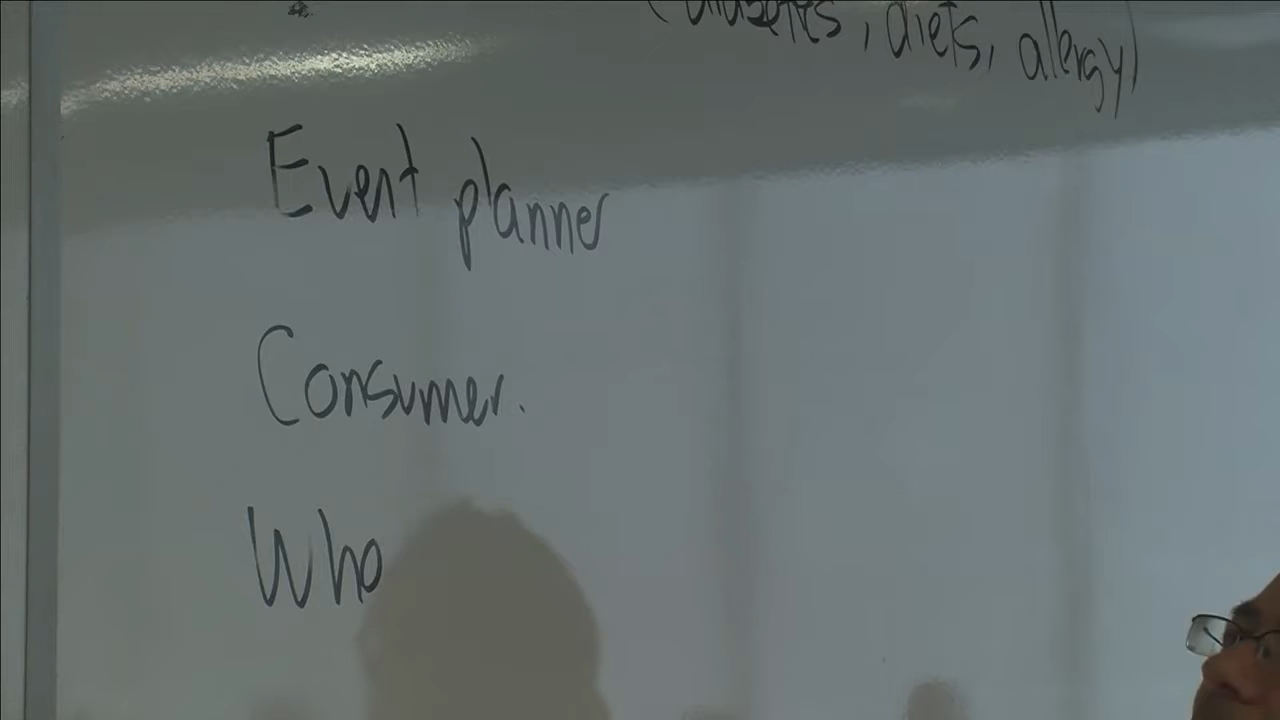 (diabetes, diets, allergy)
Event planner
Consumer.
Who